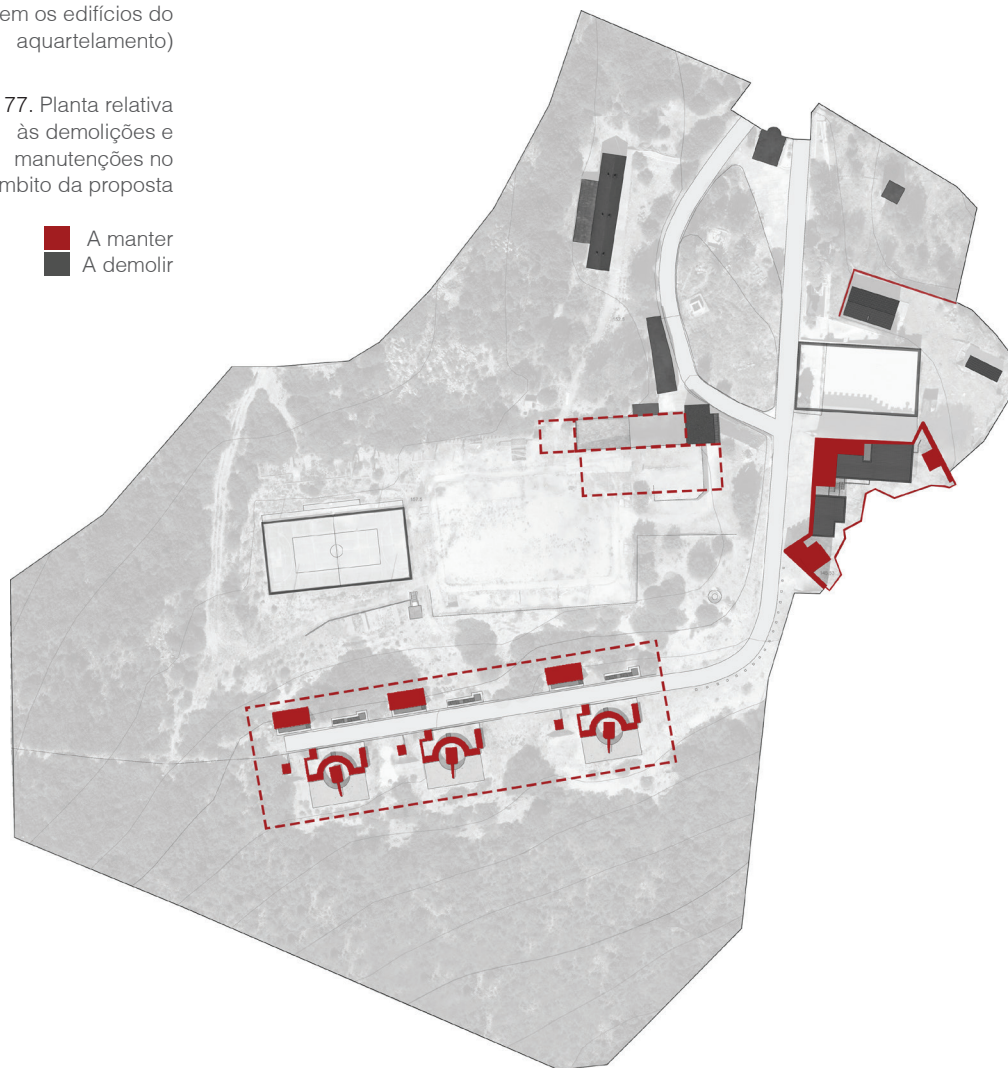 em os edifícios do
aquartelamento)
77. Planta relativa
às demolições e
manutenções no
mbito da proposta
A manter
A demolir